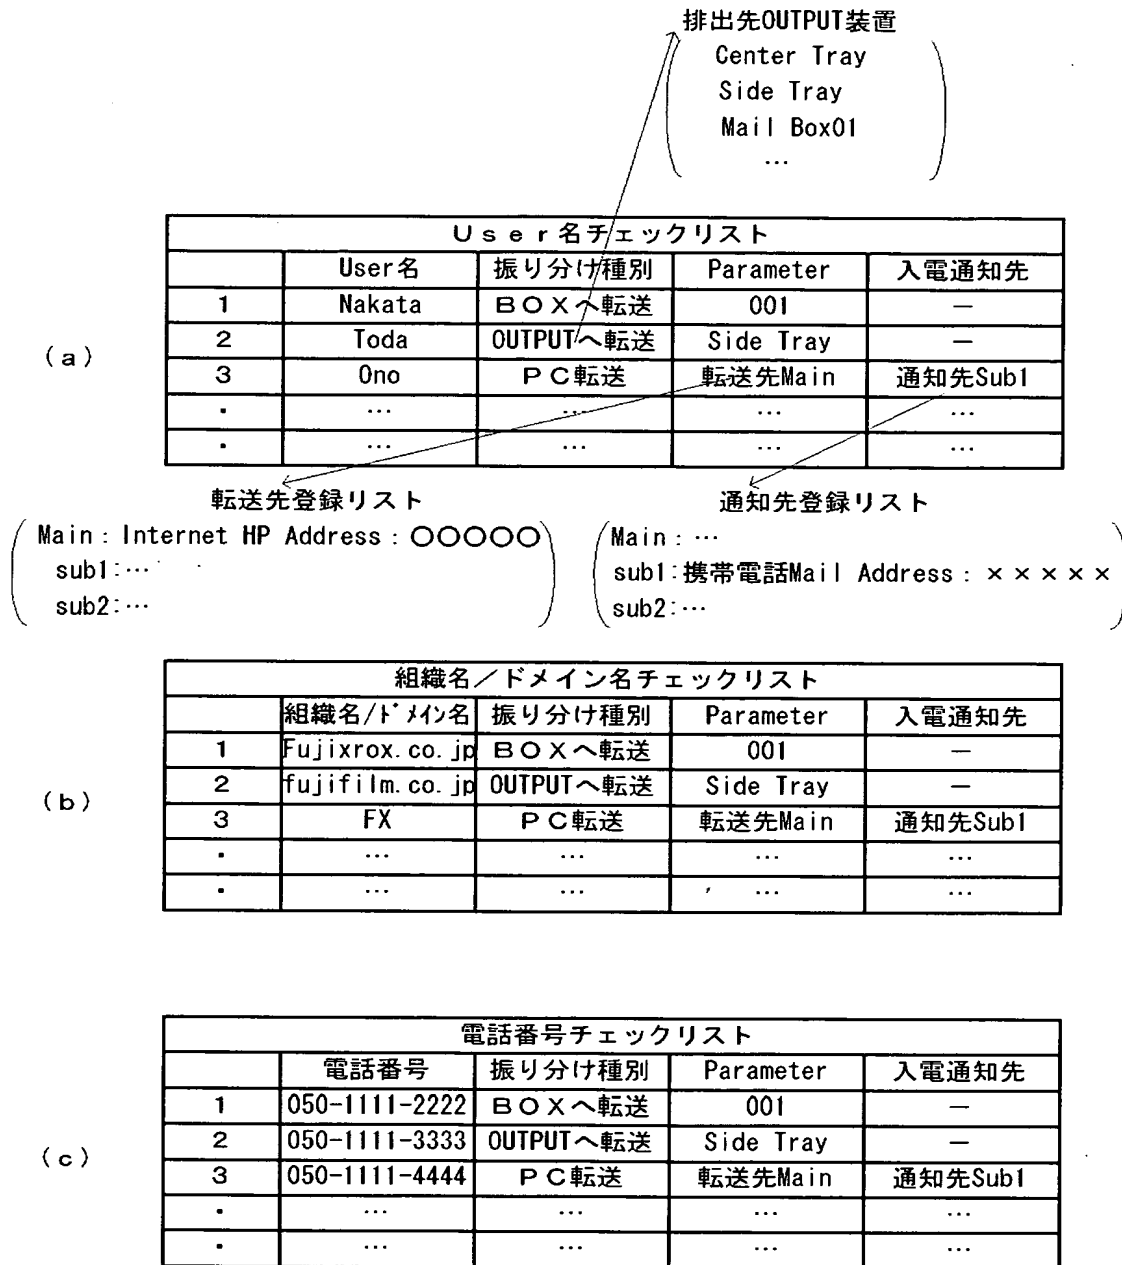 排出先OUTPUT装置
Center Tray
Side Tray
Mail Box01
…
(a)
User名チェックリスト
User名 振り分け種別 Parameter 入電通知先
1 Nakata BOXへ転送 001 —
2 Toda OUTPUTへ転送 Side Tray —
3 Ono PC転送 転送先Main 通知先Sub1
・ … … … …
・ … … … …
転送先登録リスト
Main：Internet HP Address：〇〇〇〇〇
sub1:…
sub2:…
通知先登録リスト
Main：…
sub1:携帯電話Mail Address：×××××
sub2:…
(b)
組織名／ドメイン名チェックリスト
組織名/ドメイン名 振り分け種別 Parameter 入電通知先
1 Fujixrox.co.jp BOXへ転送 001 —
2 fujifilm.co.jp OUTPUTへ転送 Side Tray —
3 FX PC転送 転送先Main 通知先Sub1
・ … … … …
・ … … … …
(c)
電話番号チェックリスト
電話番号 振り分け種別 Parameter 入電通知先
1 050-1111-2222 BOXへ転送 001 —
2 050-1111-3333 OUTPUTへ転送 Side Tray —
3 050-1111-4444 PC転送 転送先Main 通知先Sub1
・ … … … …
・ … … … …